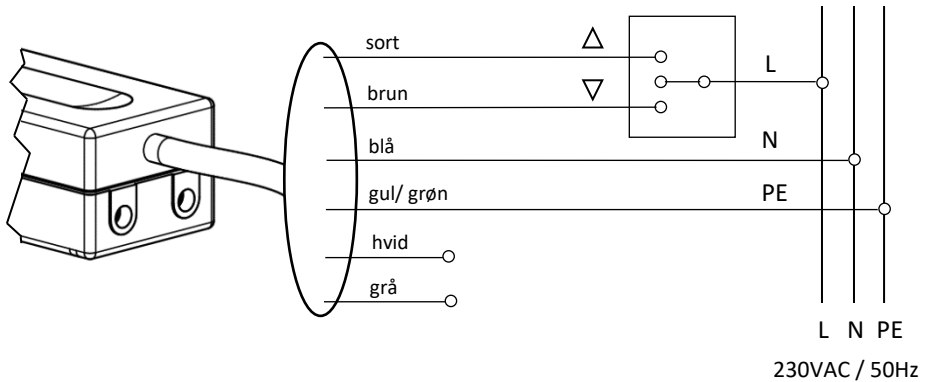 sort
brun
L
blå
N
gul/ grøn
PE
hvid
grå
L N PE
230VAC / 50Hz